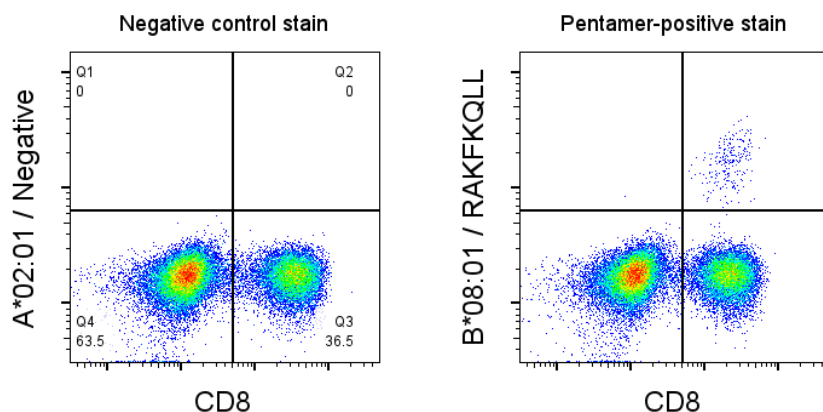 Negative control stain
Pentamer-positive stain
A*02:01 / Negative
Q1
0
Q2
0
Q4
63.5
Q3
36.5
CD8
B*08:01 / RAKFKQLL
CD8